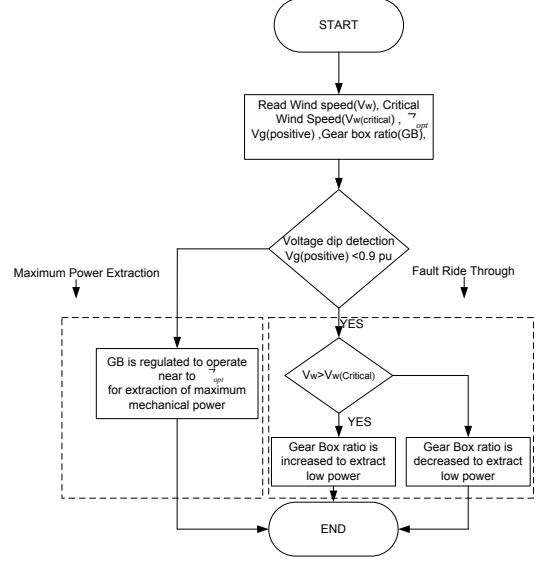 START
Read Wind speed(Vw), Critical
Wind Speed(Vw(critical) , opt
Vg(positive) ,Gear box ratio(GB),
Voltage dip detection
Vg(positive) <0.9 pu
Maximum Power Extraction
Fault Ride Through
YES
GB is regulated to operate
near to opt
for extraction of maximum
mechanical power
Vw>Vw(Critical)
YES
Gear Box ratio is
increased to extract
low power
Gear Box ratio is
decreased to extract
low power
END